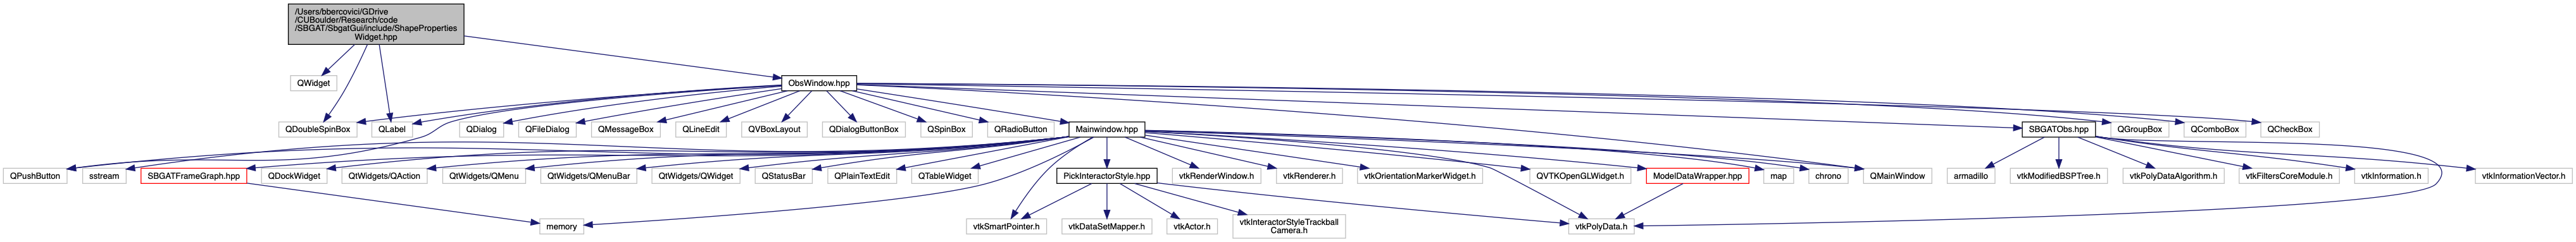 /Users/bbercovici/GDrive
/CUBoulder/Research/code
/SBGAT/SbgatGui/include/ShapeProperties
Widget.hpp
QWidget
ObsWindow.hpp
QDoubleSpinBox
QLabel
QDialog
QFileDialog
QMessageBox
QLineEdit
QVBoxLayout
QDialogButtonBox
QSpinBox
QRadioButton
Mainwindow.hpp
SBGATObs.hpp
QGroupBox
QComboBox
QCheckBox
QPushButton
sstream
SBGATFrameGraph.hpp
QDockWidget
QtWidgets/QAction
QtWidgets/QMenu
QtWidgets/QMenuBar
QtWidgets/QWidget
QStatusBar
QPlainTextEdit
QTableWidget
PickInteractorStyle.hpp
vtkRenderWindow.h
vtkRenderer.h
vtkOrientationMarkerWidget.h
QVTKOpenGLWidget.h
ModelDataWrapper.hpp
map
chrono
QMainWindow
armadillo
vtkModifiedBSPTree.h
vtkPolyDataAlgorithm.h
vtkFiltersCoreModule.h
vtkInformation.h
vtkInformationVector.h
memory
vtkSmartPointer.h
vtkDataSetMapper.h
vtkActor.h
vtkInteractorStyleTrackball
Camera.h
vtkPolyData.h